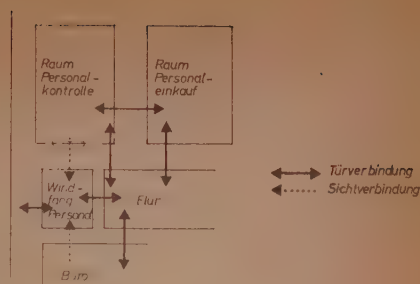 Raum
Personal-
kontrolle
Raum
Personal-
einkauf
Wind-
fang
Personal
Flur
Büro
Türverbindung
Sichtverbindung